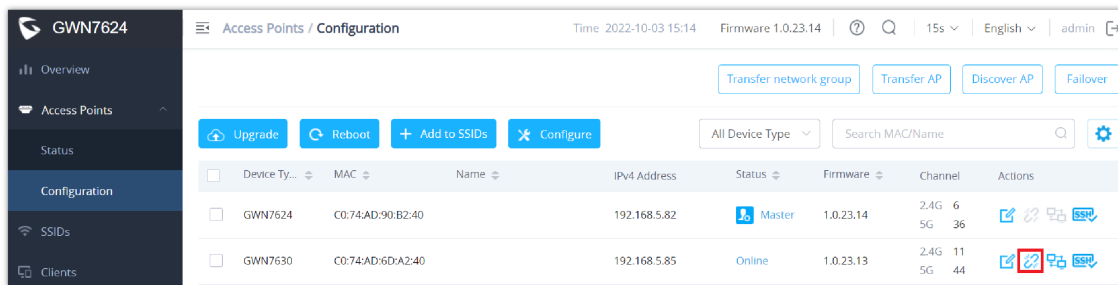 GWN7624
Access Points / Configuration
Time 2022-10-03 15:14
Firmware 1.0.23.14
15s
English
admin
Overview
Transfer network group
Transfer AP
Discover AP
Failover
Access Points
Upgrade
Reboot
+ Add to SSIDs
Configure
All Device Type
Search MAC/Name
Status
Device Ty...
MAC
Name
IPv4 Address
Status
Firmware
Channel
Actions
Configuration
GWN7624
C0:74:AD:90:B2:40
192.168.5.82
Master
1.0.23.14
2.4G 6
5G 36
SSH
SSIDs
GWN7630
C0:74:AD:6D:A2:40
192.168.5.85
Online
1.0.23.13
2.4G 11
5G 44
SSH
Clients